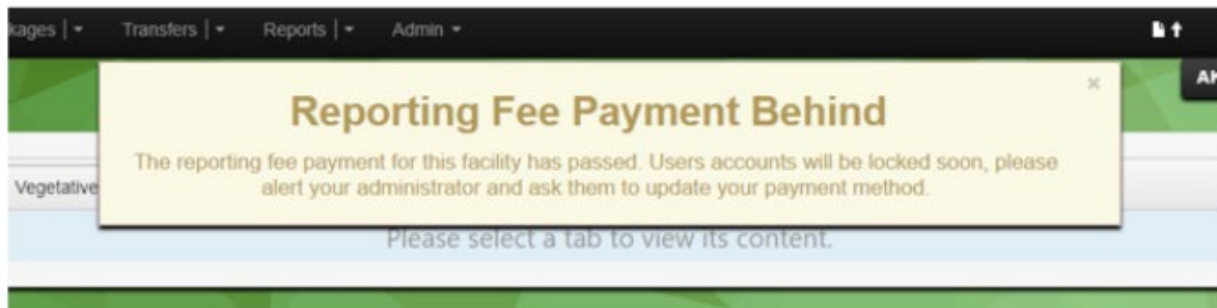 kages | Transfers | Reports | Admin
AK
Reporting Fee Payment Behind
The reporting fee payment for this facility has passed. Users accounts will be locked soon, please
alert your administrator and ask them to update your payment method.
Vegetative
Please select a tab to view its content.